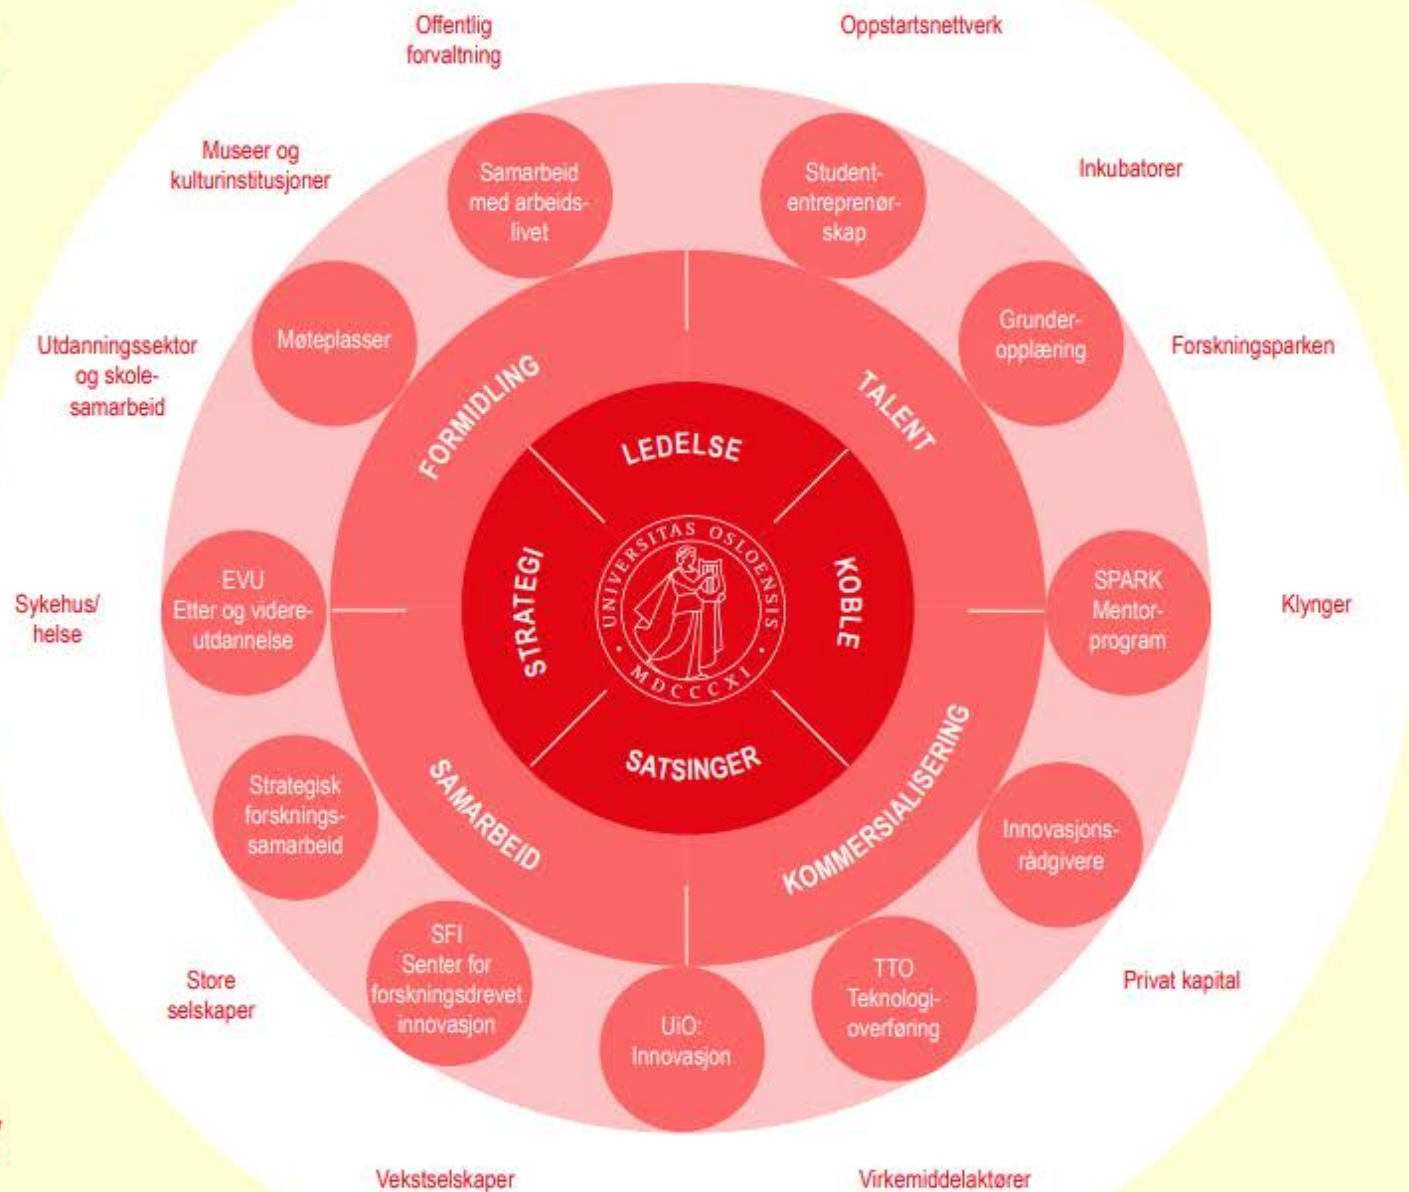 Offentlig
forvaltning
Oppstartsnettverk
Museer og
kulturinstitusjoner
Inkubatorer
Utdanningssektor
og skole-
samarbeid
Forskningsparken
Sykehus/
helse
Klynger
Store
selskaper
Privat kapital
Vekstselskaper
Virkemiddelaktører
Samarbeid
med arbeids-
livet
Student-
entreprenør-
skap
Møteplasser
Grunder-
opplæring
EVU
Etter og videre-
utdannelse
SPARK
Mentor-
program
Strategisk
forsknings-
samarbeid
Innovasjons-
rådgivere
SFI
Senter for
forskningsdrevet
innovasjon
UiO:
Innovasjon
TTO
Teknologi-
overføring
FORMIDLING
TALENT
SAMARBEID
KOMMERSIALISERING
LEDELSE
STRATEGI
KOBLE
SATSINGER
UNIVERSITAS OSLOENSIS
MDCCCXI